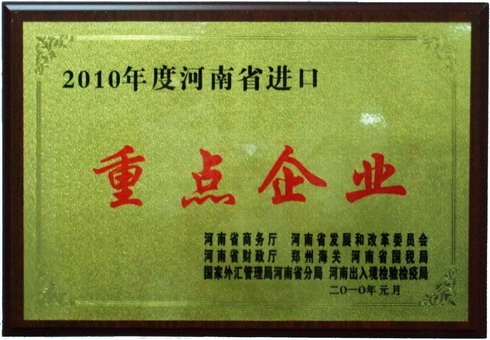 2010年度河南省进口
重点企业
河南省商务厅 河南省发展和改革委员会
河南省财政厅 郑州海关 河南省国税局
国家外汇管理局河南省分局 河南出入境检验检疫局
二〇一〇年元月